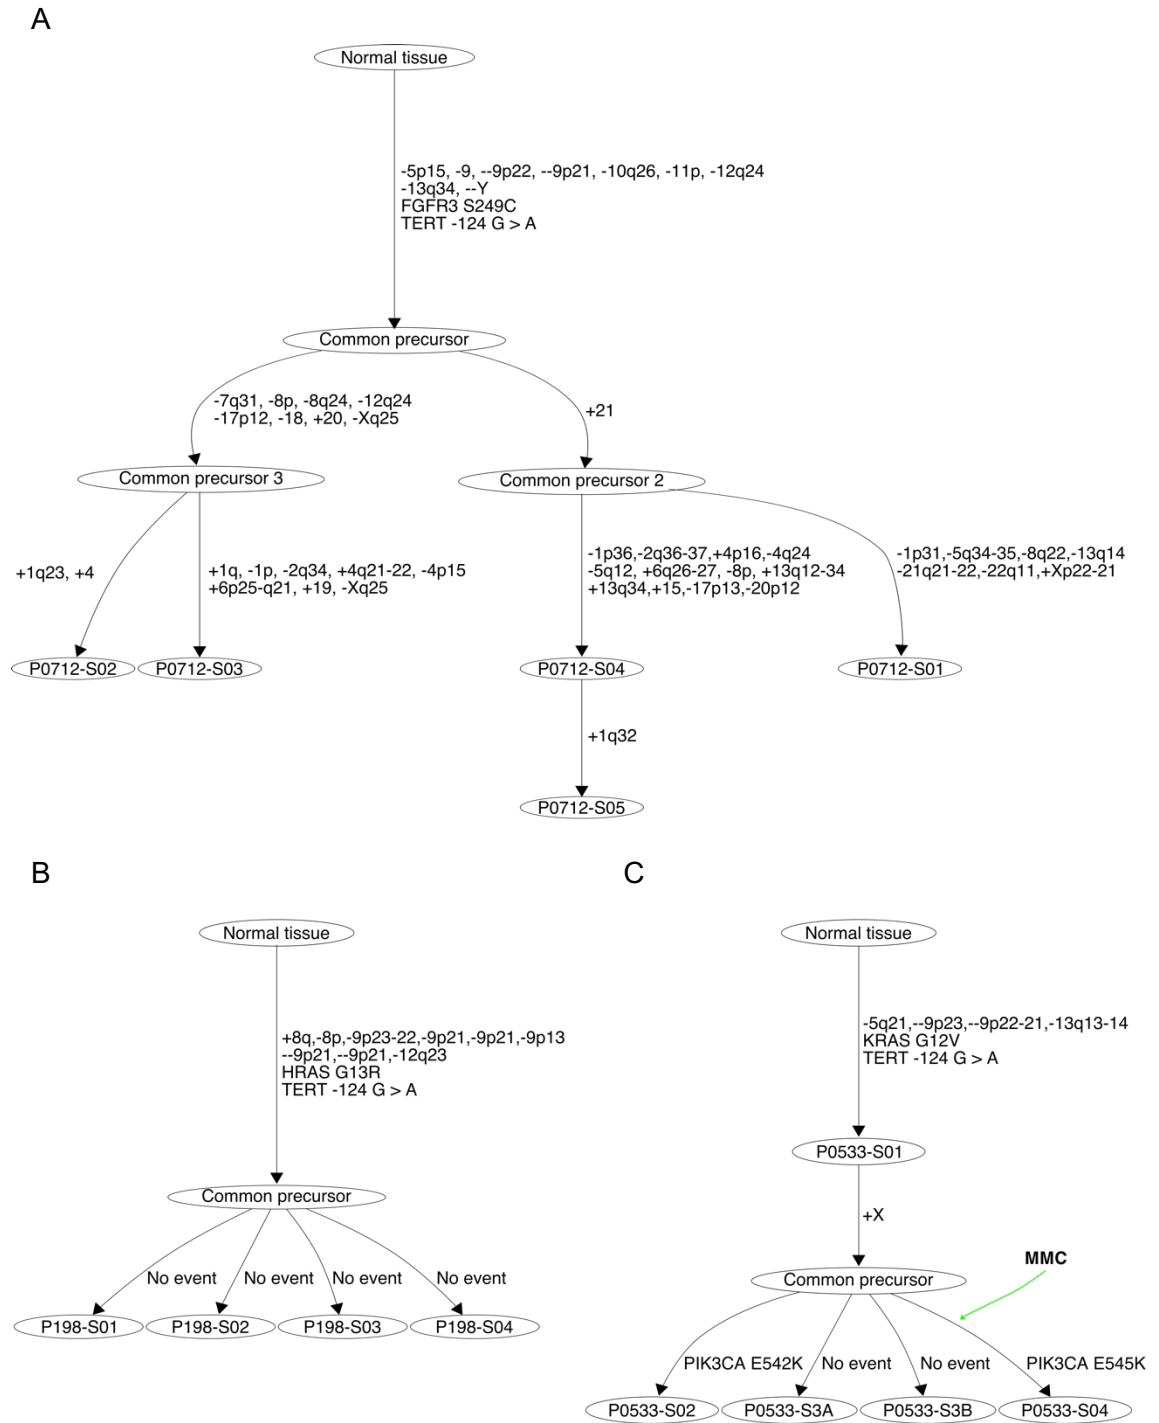 A
Normal tissue
-5p15, -9, --9p22, --9p21, -10q26, -11p, -12q24
-13q34, --Y
FGFR3 S249C
TERT -124 G > A
Common precursor
-7q31, -8p, -8q24, -12q24
-17p12, -18, +20, -Xq25
+21
Common precursor 3
Common precursor 2
+1q23, +4
+1q, -1p, -2q34, +4q21-22, -4p15
+6p25-q21, +19, -Xq25
-1p36,-2q36-37,+4p16,-4q24
-5q12, +6q26-27, -8p, +13q12-34
+13q34,+15,-17p13,-20p12
-1p31,-5q34-35,-8q22,-13q14
-21q21-22,-22q11,+Xp22-21
P0712-S02
P0712-S03
P0712-S04
P0712-S01
+1q32
P0712-S05
B
Normal tissue
+8q,-8p,-9p23-22,-9p21,-9p21,-9p13
--9p21,--9p21,-12q23
HRAS G13R
TERT -124 G > A
Common precursor
No event
No event
No event
No event
P198-S01
P198-S02
P198-S03
P198-S04
C
Normal tissue
-5q21,--9p23,--9p22-21,-13q13-14
KRAS G12V
TERT -124 G > A
P0533-S01
+X
Common precursor
MMC
PIK3CA E542K
No event
No event
PIK3CA E545K
P0533-S02
P0533-S3A
P0533-S3B
P0533-S04